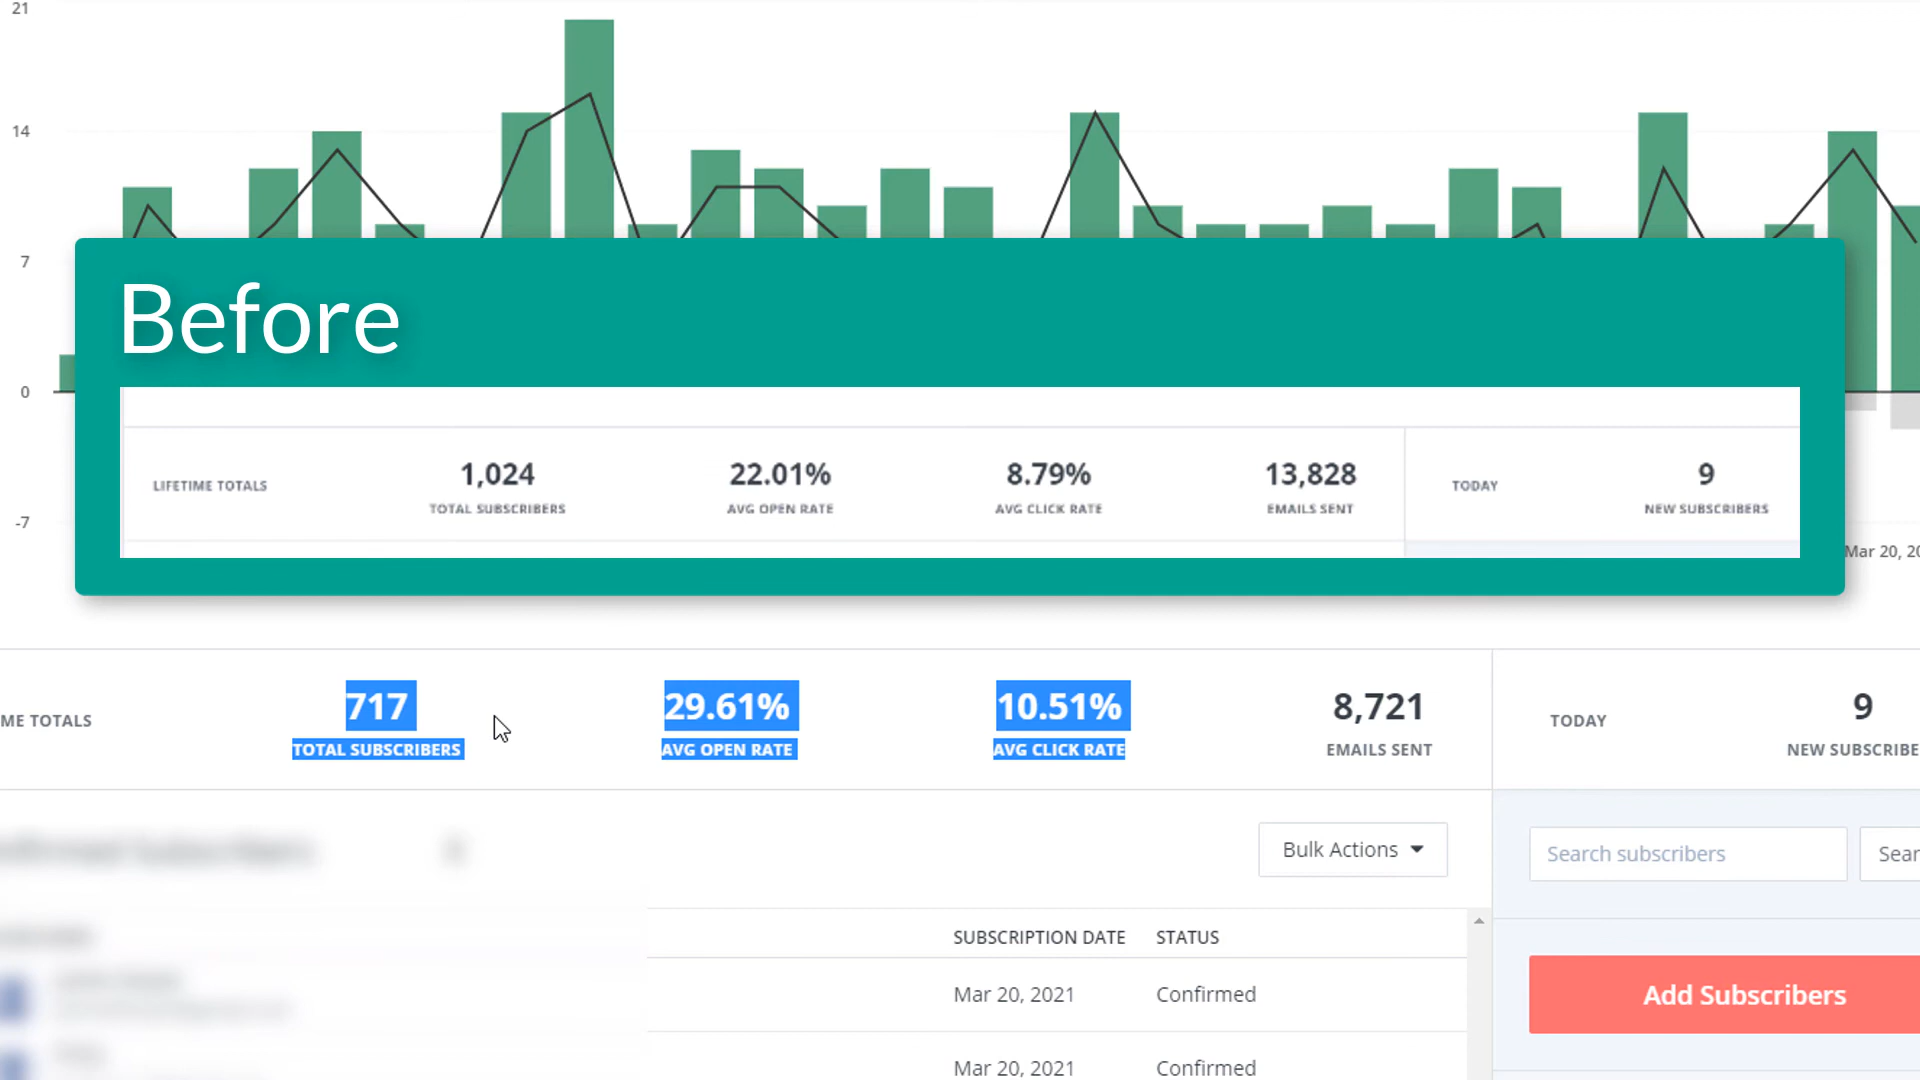 21
14
7
0
-7
Before
LIFETIME TOTALS
1,024
TOTAL SUBSCRIBERS
22.01%
AVG OPEN RATE
8.79%
AVG CLICK RATE
13,828
EMAILS SENT
TODAY
9
NEW SUBSCRIBERS
Mar 20, 20
ME TOTALS
717
TOTAL SUBSCRIBERS
29.61%
AVG OPEN RATE
10.51%
AVG CLICK RATE
8,721
EMAILS SENT
TODAY
9
NEW SUBSCRIBE
Bulk Actions
Search subscribers
Sear
SUBSCRIPTION DATE STATUS
Mar 20, 2021 Confirmed
Add Subscribers
Mar 20, 2021 Confirmed